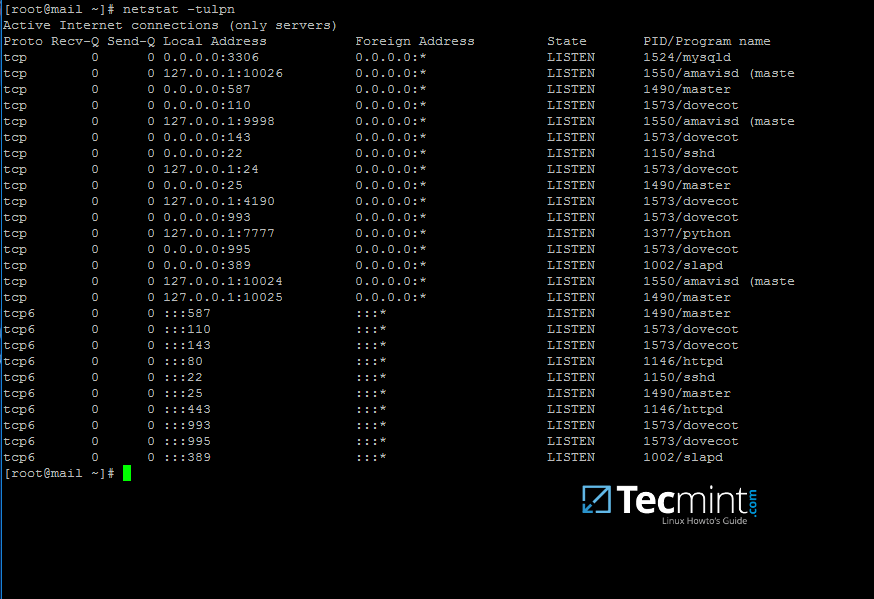 [root@mail ~]# netstat -tulpn
Active Internet connections (only servers)
Proto Recv-Q Send-Q Local Address           Foreign Address         State       PID/Program name
tcp        0      0 0.0.0.0:3306            0.0.0.0:*               LISTEN      1524/mysqld
tcp        0      0 127.0.0.1:10026         0.0.0.0:*               LISTEN      1550/amavisd (maste
tcp        0      0 0.0.0.0:587             0.0.0.0:*               LISTEN      1490/master
tcp        0      0 0.0.0.0:110             0.0.0.0:*               LISTEN      1573/dovecot
tcp        0      0 127.0.0.1:9998          0.0.0.0:*               LISTEN      1550/amavisd (maste
tcp        0      0 0.0.0.0:143             0.0.0.0:*               LISTEN      1573/dovecot
tcp        0      0 0.0.0.0:22              0.0.0.0:*               LISTEN      1150/sshd
tcp        0      0 127.0.0.1:24            0.0.0.0:*               LISTEN      1573/dovecot
tcp        0      0 0.0.0.0:25              0.0.0.0:*               LISTEN      1490/master
tcp        0      0 127.0.0.1:4190          0.0.0.0:*               LISTEN      1573/dovecot
tcp        0      0 0.0.0.0:993             0.0.0.0:*               LISTEN      1573/dovecot
tcp        0      0 127.0.0.1:7777          0.0.0.0:*               LISTEN      1377/python
tcp        0      0 0.0.0.0:995             0.0.0.0:*               LISTEN      1573/dovecot
tcp        0      0 0.0.0.0:389             0.0.0.0:*               LISTEN      1002/slapd
tcp        0      0 127.0.0.1:10024         0.0.0.0:*               LISTEN      1550/amavisd (maste
tcp        0      0 127.0.0.1:10025         0.0.0.0:*               LISTEN      1490/master
tcp6       0      0 :::587                  :::*                    LISTEN      1490/master
tcp6       0      0 :::110                  :::*                    LISTEN      1573/dovecot
tcp6       0      0 :::143                  :::*                    LISTEN      1573/dovecot
tcp6       0      0 :::80                   :::*                    LISTEN      1146/httpd
tcp6       0      0 :::22                   :::*                    LISTEN      1150/sshd
tcp6       0      0 :::25                   :::*                    LISTEN      1490/master
tcp6       0      0 :::443                  :::*                    LISTEN      1146/httpd
tcp6       0      0 :::993                  :::*                    LISTEN      1573/dovecot
tcp6       0      0 :::995                  :::*                    LISTEN      1573/dovecot
tcp6       0      0 :::389                  :::*                    LISTEN      1002/slapd
[root@mail ~]#
Tecmint.com
Linux Howto's Guide